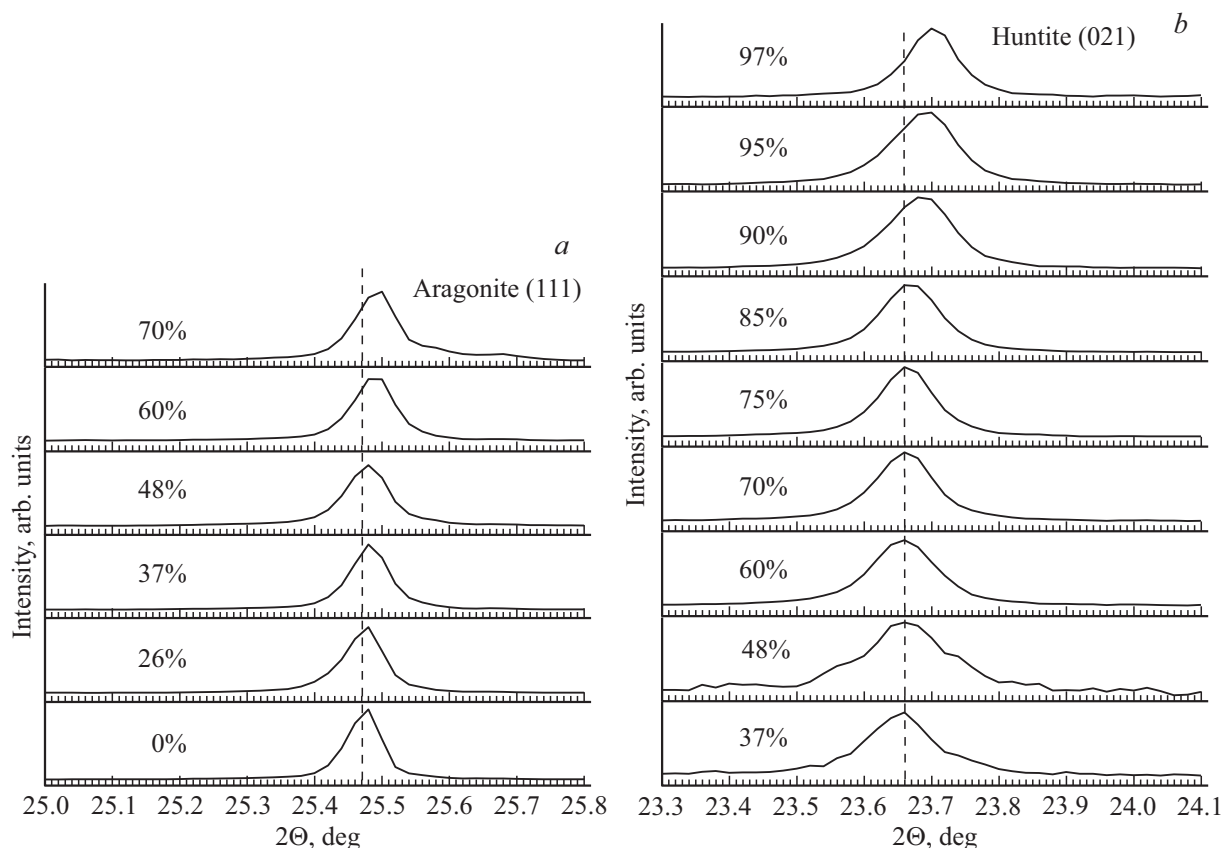 a
Aragonite (111)
70%
60%
48%
37%
26%
0%
Intensity, arb. units
25.0 25.1 25.2 25.3 25.4 25.5 25.6 25.7 25.8
2Θ, deg
b
Huntite (021)
97%
95%
90%
85%
75%
70%
60%
48%
37%
Intensity, arb. units
23.3 23.4 23.5 23.6 23.7 23.8 23.9 24.0 24.1
2Θ, deg